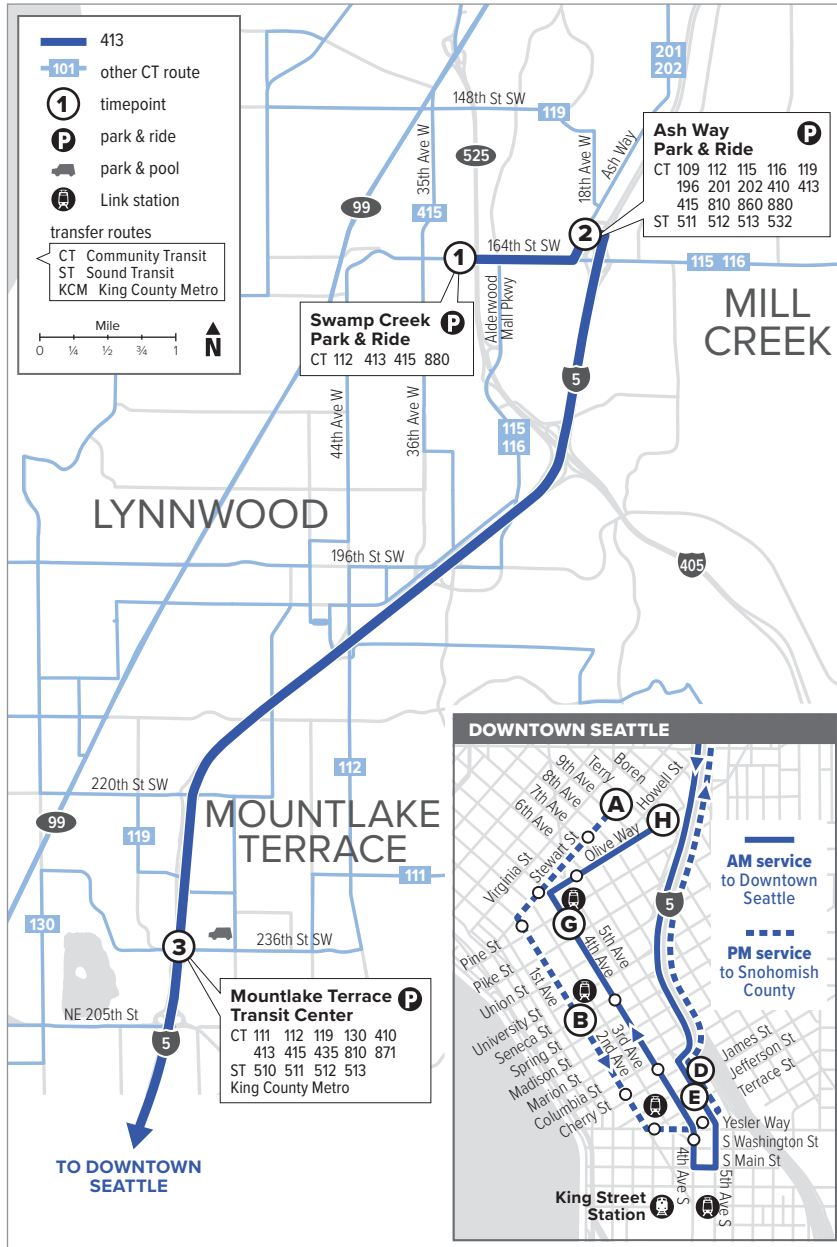 413
101 other CT route
1 timepoint
P park & ride
park & pool
Link station
transfer routes
CT Community Transit
ST Sound Transit
KCM King County Metro
Mile
0 ¼ ½ ¾ 1
N
201
202
148th St SW
119
35th Ave W
525
18th Ave W
Ash Way
99
415
Ash Way
Park & Ride
P
CT 109 112 115 116 119
196 201 202 410 413
415 810 860 880
ST 511 512 513 532
2
1
164th St SW
115 116
MILL
CREEK
Alderwood
Mall Pkwy
Swamp Creek
Park & Ride
P
CT 112 413 415 880
5
44th Ave W
36th Ave W
115
116
LYNNWOOD
196th St SW
405
220th St SW
112
99
119
MOUNTLAKE
TERRACE
111
130
3
236th St SW
NE 205th St
5
Mountlake Terrace
Transit Center
P
CT 111 112 119 130 410
413 415 435 810 871
ST 510 511 512 513
King County Metro
TO DOWNTOWN
SEATTLE
DOWNTOWN SEATTLE
Boren
Terry
9th Ave
8th Ave
7th Ave
6th Ave
A
Howell St
H
Olive Way
Stewart St
Virginia St
AM service
to Downtown
Seattle
5
PM service
to Snohomish
County
G
5th Ave
4th Ave
Pine St
Pike St
Union St
University St
Seneca St
Spring St
Madison St
Marion St
Columbia St
Cherry St
1st Ave
B
2nd Ave
3rd Ave
D
E
James St
Jefferson St
Terrace St
Yesler Way
S Washington St
S Main St
4th Ave S
5th Ave S
King Street
Station